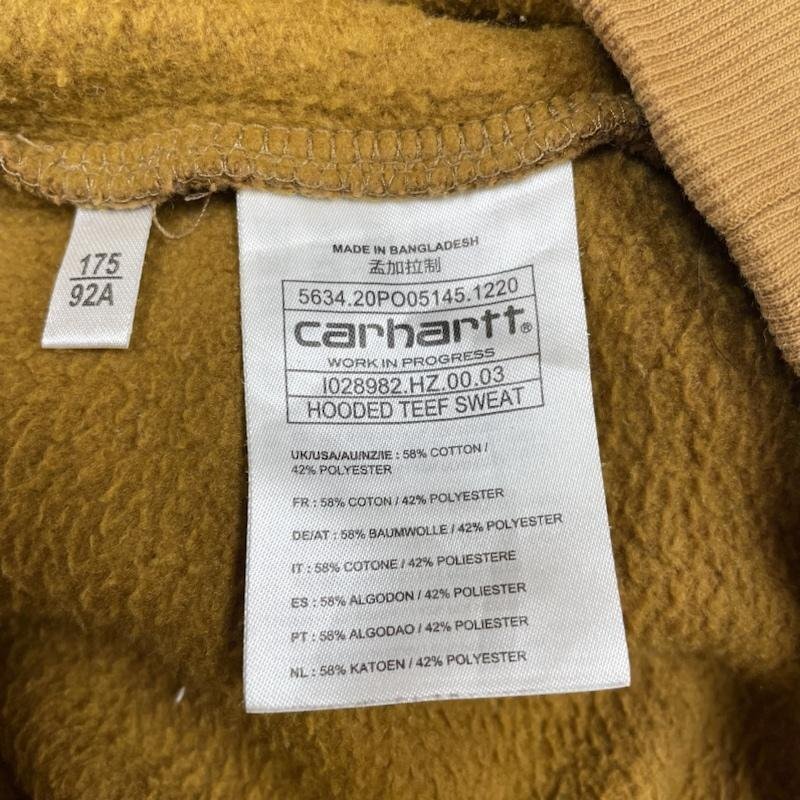 175
92A
MADE IN BANGLADESH
孟加拉制
5634.20PO05145.1220
carhartt®
WORK IN PROGRESS
I028982.HZ.00.03
HOODED TEEF SWEAT
UK/USA/AU/NZ/IE : 58% COTTON /
42% POLYESTER
FR : 58% COTON / 42% POLYESTER
DE/AT : 58% BAUMWOLLE / 42% POLYESTER
IT : 58% COTONE / 42% POLIESTERE
ES : 58% ALGODON / 42% POLIESTER
PT : 58% ALGODAO / 42% POLIESTER
NL : 58% KATOEN / 42% POLYESTER